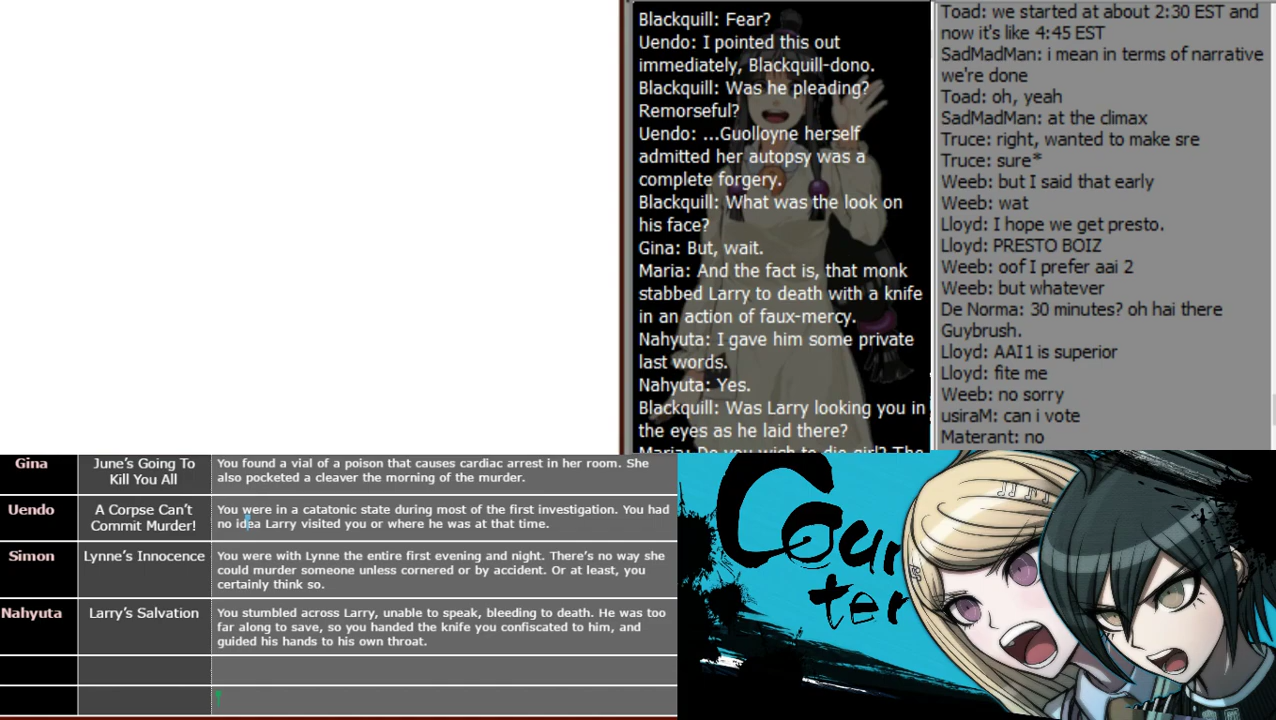 Blackquill: Fear?
Uendo: I pointed this out
immediately, Blackquill-dono.
Blackquill: Was he pleading?
Remorseful?
Uendo: ...Guolloyne herself
admitted her autopsy was a
complete forgery.
Blackquill: What was the look on
his face?
Gina: But, wait.
Maria: And the fact is, that monk
stabbed Larry to death with a knife
in an action of faux-mercy.
Nahyuta: I gave him some private
last words.
Nahyuta: Yes.
Blackquill: Was Larry looking you in
the eyes as he laid there?
Maria: Do you wish to die girl? The
Toad: we started at about 2:30 EST and
now it's like 4:45 EST
SadMadMan: i mean in terms of narrative
we're done
Toad: oh, yeah
SadMadMan: at the climax
Truce: right, wanted to make sre
Truce: sure*
Weeb: but I said that early
Weeb: wat
Lloyd: I hope we get presto.
Lloyd: PRESTO BOIZ
Weeb: oof I prefer aai 2
Weeb: but whatever
De Norma: 30 minutes? oh hai there
Guybrush.
Lloyd: AAI1 is superior
Lloyd: fite me
Weeb: no sorry
usiraM: can i vote
Materant: no
Gina
June's Going To
Kill You All
You found a vial of a poison that causes cardiac arrest in her room. She
also pocketed a cleaver the morning of the murder.
Uendo
A Corpse Can't
Commit Murder!
You were in a catatonic state during most of the first investigation. You had
no idea Larry visited you or where he was at that time.
Simon
Lynne's Innocence
You were with Lynne the entire first evening and night. There's no way she
could murder someone unless cornered or by accident. Or at least, you
certainly think so.
Nahyuta
Larry's Salvation
You stumbled across Larry, unable to speak, bleeding to death. He was too
far along to save, so you handed the knife you confiscated to him, and
guided his hands to his own throat.
!
Coun
ter